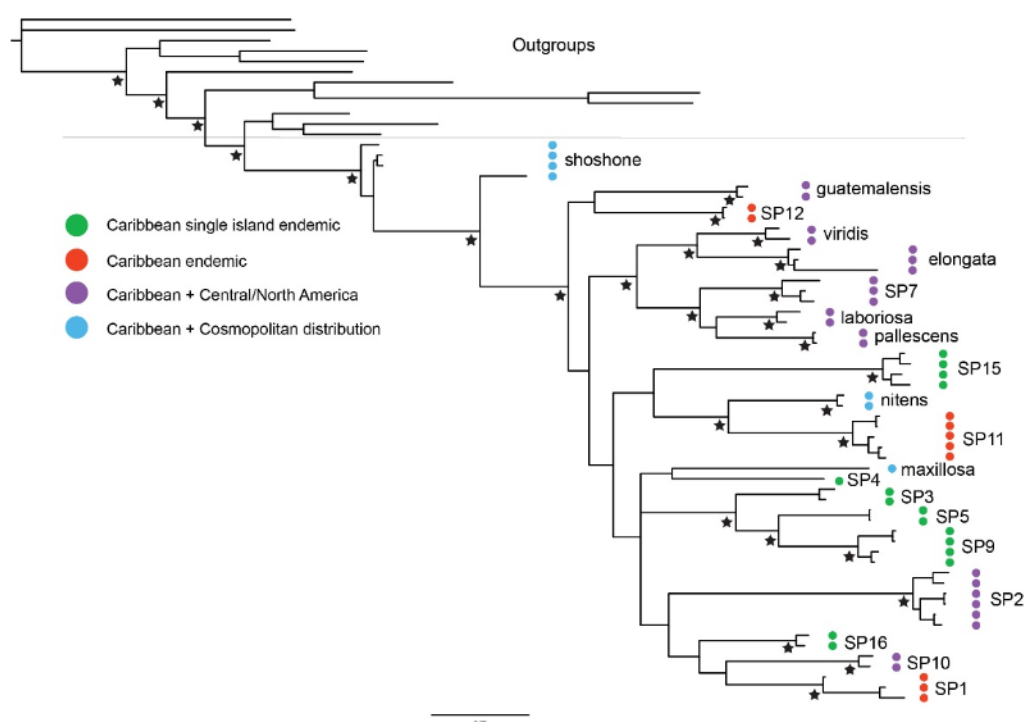 Outgroups
shoshone
guatemalensis
SP12
viridis
elongata
SP7
laboriosa
pallescens
SP15
nitens
SP11
maxillosa
SP4
SP3
SP5
SP9
SP2
SP16
SP10
SP1
Caribbean single island endemic
Caribbean endemic
Caribbean + Central/North America
Caribbean + Cosmopolitan distribution